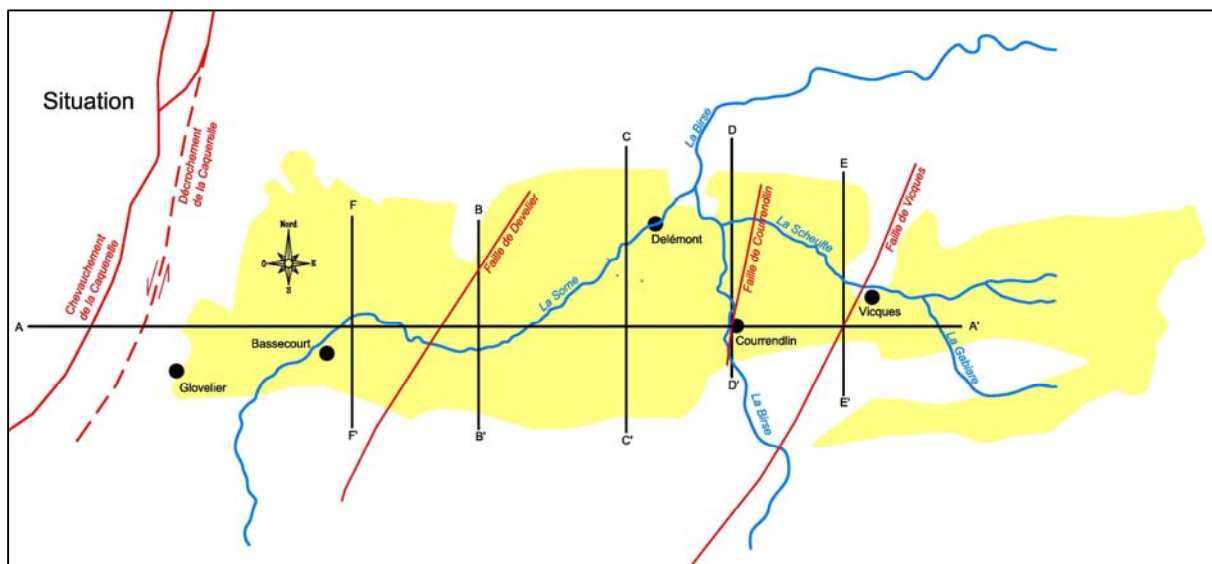 Situation
Chevauchement
de la Caquerelle
Décrochement
de la Caquerelle
Nord
O
E
S
F
B
Faille de Develier
C
La Birse
D
E
Faille de Vicques
Faille de Courrendlin
La Scheulte
Delémont
La Sorne
Vicques
A
A'
Bassecourt
Courrendlin
Glovelier
La Gabiare
D'
E'
La Birse
F'
B'
C'